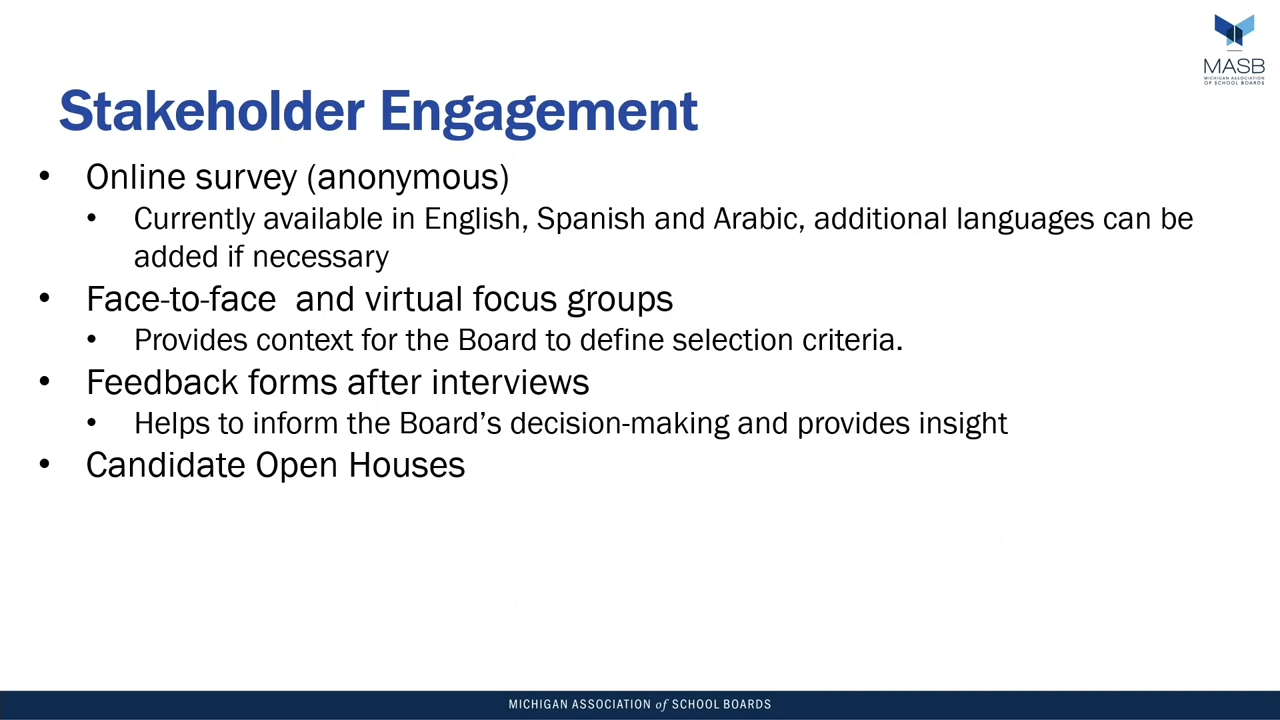 MASB
MICHIGAN ASSOCIATION
OF SCHOOL BOARDS
Stakeholder Engagement
• Online survey (anonymous)
• Currently available in English, Spanish and Arabic, additional languages can be
added if necessary
• Face-to-face  and virtual focus groups
• Provides context for the Board to define selection criteria.
• Feedback forms after interviews
• Helps to inform the Board’s decision-making and provides insight
• Candidate Open Houses
MICHIGAN ASSOCIATION of SCHOOL BOARDS